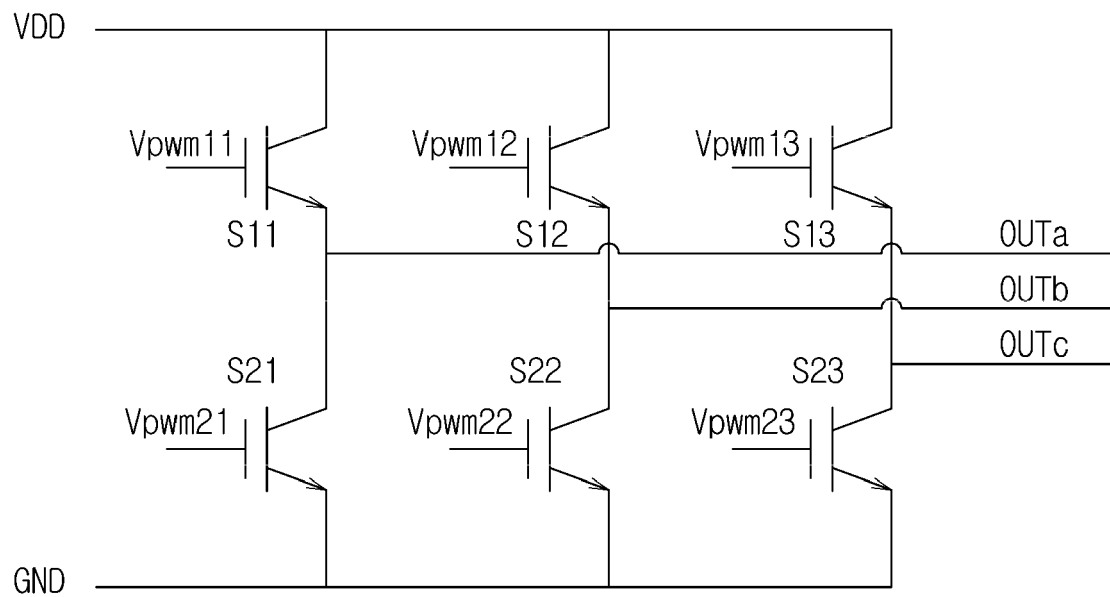 VDD
Vpwm11 Vpwm12 Vpwm13
S11 S12 S13 OUTa
OUTb
OUTc
S21 S22 S23
Vpwm21 Vpwm22 Vpwm23
GND